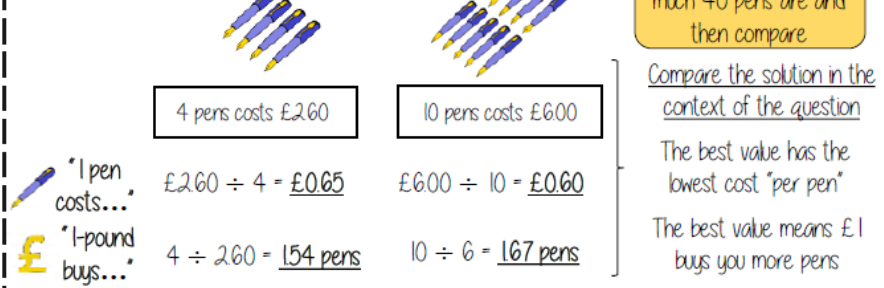 much 40 pens are and
then compare
4 pens costs £2.60
10 pens costs £6.00
Compare the solution in the
context of the question
"1 pen
costs..."
£2.60 ÷ 4 = £0.65
£6.00 ÷ 10 = £0.60
The best value has the
lowest cost "per pen"
"1-pound
buys..."
£
4 ÷ 2.60 = 1.54 pens
10 ÷ 6 = 1.67 pens
The best value means £1
buys you more pens